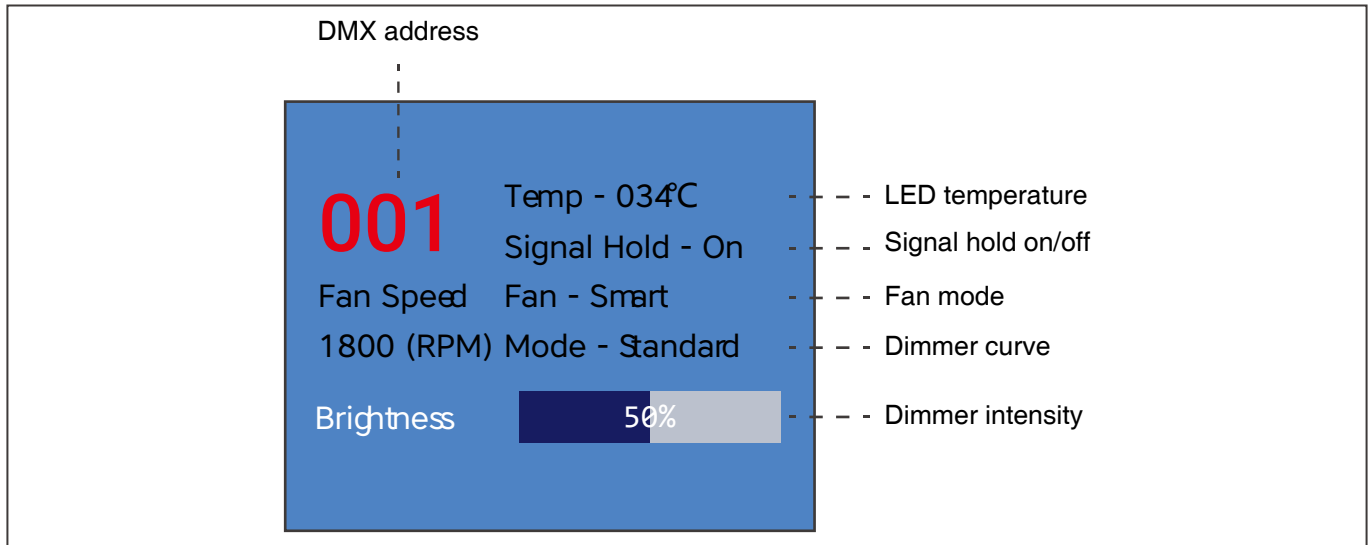 DMX address
001
Temp - 034℃
LED temperature
Signal Hold - On
Signal hold on/off
Fan Speed
Fan - Smart
Fan mode
1800 (RPM)
Mode - Standard
Dimmer curve
Brightness
50%
Dimmer intensity